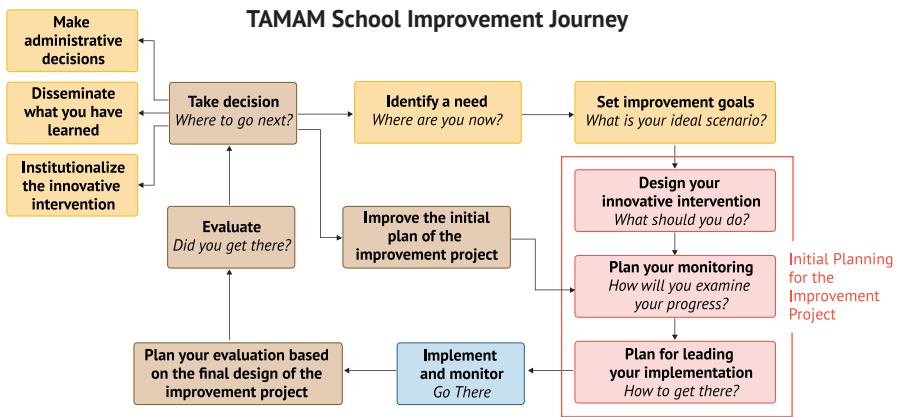 TAMAM School Improvement Journey
Make
administrative
decisions
Disseminate
what you have
learned
Institutionalize
the innovative
intervention
Take decision
Where to go next?
Identify a need
Where are you now?
Set improvement goals
What is your ideal scenario?
Design your
innovative intervention
What should you do?
Evaluate
Did you get there?
Improve the initial
plan of the
improvement project
Plan your monitoring
How will you examine
your progress?
Initial Planning
for the
Improvement
Project
Plan your evaluation based
on the final design of the
improvement project
Implement
and monitor
Go There
Plan for leading
your implementation
How to get there?